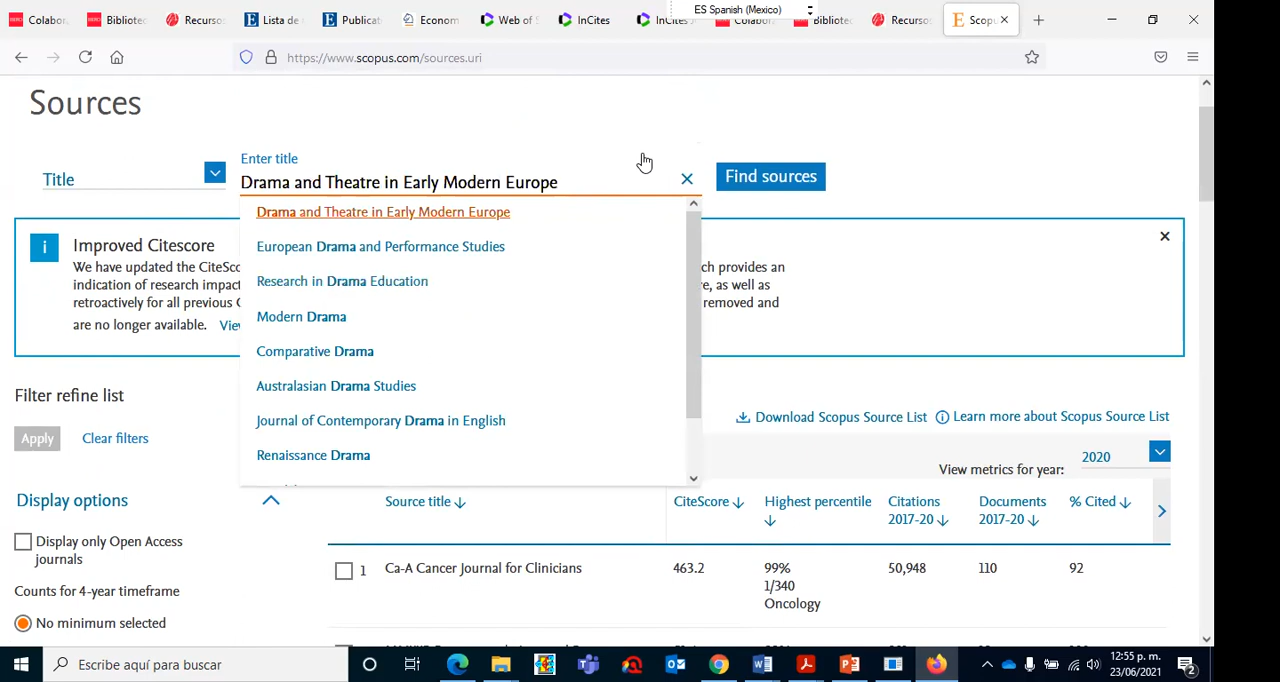 ES Spanish (Mexico)
Colabor.
Bibliote
Recurso
Lista de
Publicat
Econom
Web of S
InCites
InCites
Colabo
Bibliote
Recurso
Scopu
https://www.scopus.com/sources.uri
Sources
Title
Enter title
Drama and Theatre in Early Modern Europe
Find sources
Drama and Theatre in Early Modern Europe
European Drama and Performance Studies
Research in Drama Education
Modern Drama
Comparative Drama
Australasian Drama Studies
Journal of Contemporary Drama in English
Renaissance Drama
Improved Citescore
We have updated the CiteSco
ch provides an
indication of research impact
re, as well as
retroactively for all previous C
removed and
are no longer available. View
Filter refine list
Apply
Clear filters
Download Scopus Source List
Learn more about Scopus Source List
View metrics for year:
2020
Display options
Display only Open Access
journals
Counts for 4-year timeframe
No minimum selected
Source title
CiteScore
Highest percentile
Citations
2017-20
Documents
2017-20
% Cited
1
Ca-A Cancer Journal for Clinicians
463.2
99%
1/340
Oncology
50,948
110
92
Escribe aquí para buscar
12:55 p. m.
23/06/2021
2